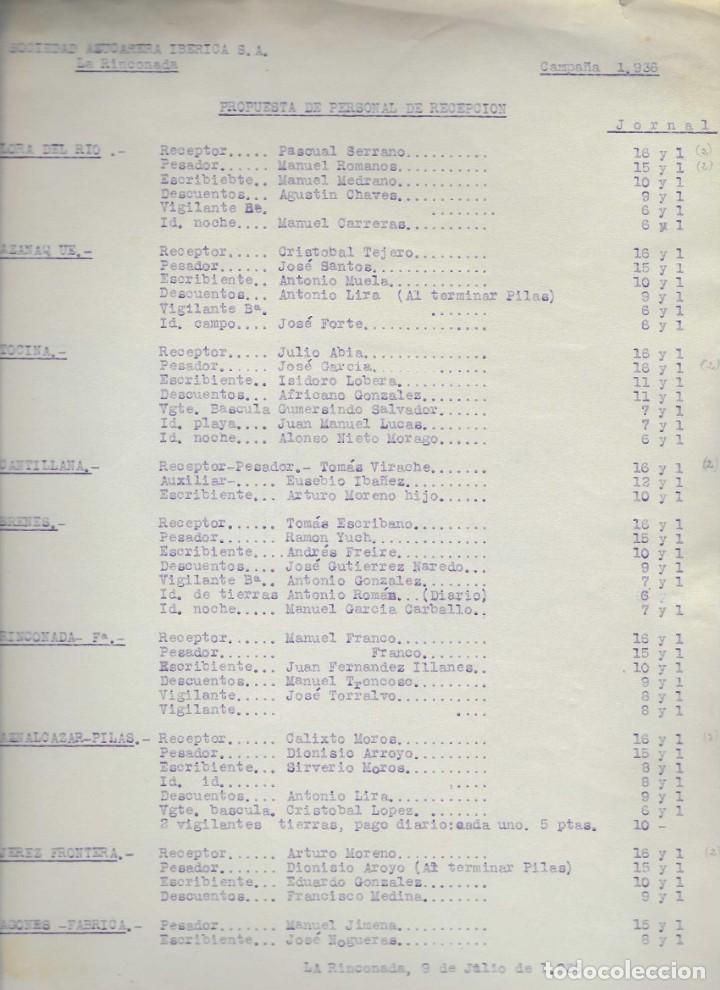 SOCIEDAD AZUCARERA IBERICA S.A.
La Rinconada Campaña 1.936
PROPUESTA DE PERSONAL DE RECEPCION
Jornal
LORA DEL RIO .- Receptor..... Pascual Serrano.......... 16 y 1 (2)
Pesador..... Manuel Romanos.......... 15 y 1 (2)
Escribiebte.. Manuel Medrano.......... 10 y 1
Descuentos... Agustin Chaves.......... 9 y 1
Vigilante Bª. ........ 6 y 1
Id. noche.... Manuel Carreras......... 6 y 1
AZANAQ UE.- Receptor..... Cristobal Tejero........ 16 y 1
Pesador...... José Santos............. 15 y 1
Escribiente.. Antonio Muela........... 10 y 1
Descuentos... Antonio Lira (Al terminar Pilas) 9 y 1
Vigilante Bª. ....... 6 y 1
Id. campo.... José Forte............. 6 y 1
TOCINA.- Receptor..... Julio Abia............. 16 y 1
Pesador...... José Garcia............ 16 y 1 (2)
Escribiente.. Isidoro Lobera......... 11 y 1
Descuentos... Africano Gonzalez....... 11 y 1
Vgte. Bascula Gumersindo Salvador...... 7 y 1
Id. playa.... Juan Manuel Lucas....... 7 y 1
Id. noche.... Alonso Nieto Morago..... 6 y 1
CANTILLANA.- Receptor-Pesador.- Tomás Virache....... 16 y 1 (2)
Auxiliar-..... Eusebio Ibañez......... 12 y 1
Escribiente... Arturo Moreno hijo..... 10 y 1
BRENES.- Receptor...... Tomás Escribano........ 16 y 1
Pesador....... Ramon Yuch............. 15 y 1
Escribiente....Andrés Freire.......... 10 y 1
Descuentos.... José Gutierrez Naredo... 9 y 1
Vigilante Bª.. Antonio Gonzalez....... 7 y 1
Id. de tierras Antonio Román...(Diario) 6
Id. noche..... Manuel Garcia Carballo.. 7 y 1
RINCONADA- Fª.- Receptor...... Manuel Franco.......... 16 y 1
Pesador..... Franco........... 15 y 1
Escribiente... Juan Fernandez Illanes.. 10 y 1
Descuentos.... Manuel Troncoso......... 9 y 1
Vigilante..... José Torralvo.......... 8 y 1
Vigilante..... .... 8 y 1
AZNALCAZAR-PILAS.- Receptor...... Calixto Moros.......... 16 y 1 (2)
Pesador....... Dionisio Arroyo........ 15 y 1
Escribiente... Sirverio Moros......... 8 y 1
Id. id........ 8 y 1
Descuentos.... Antonio Lira........... 9 y 1
Vgte. bascula. Cristobal Lopez........ 6 y 1
2 vigilantes tierras, pago diario:cada uno. 5 ptas. 10 -
JEREZ FRONTERA.- Receptor...... Arturo Moreno.......... 16 y 1 (2)
Pesador....... Dionisio Aroyo (Al terminar Pilas) 15 y 1
Escribiente... Eduardo Gonzalez....... 10 y 1
Descuentos.... Francisco Medina....... 9 y 1
AGONES -FABRICA.- Pesador....... Manuel Jimena.......... 15 y 1
Escribiente... José Nogueras.......... 8 y 1
LA Rinconada, 9 de Julio de
todocoleccion